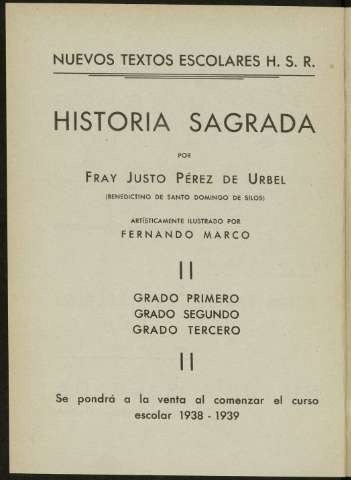 NUEVOS TEXTOS ESCOLARES H. S. R.
HISTORIA SAGRADA
POR
FRAY JUSTO PÉREZ DE URBEL
(BENEDICTINO DE SANTO DOMINGO DE SILOS)
ARTÍSTICAMENTE ILUSTRADO POR
FERNANDO MARCO
GRADO PRIMERO
GRADO SEGUNDO
GRADO TERCERO
Se pondrá a la venta al comenzar el curso
escolar 1938 - 1939